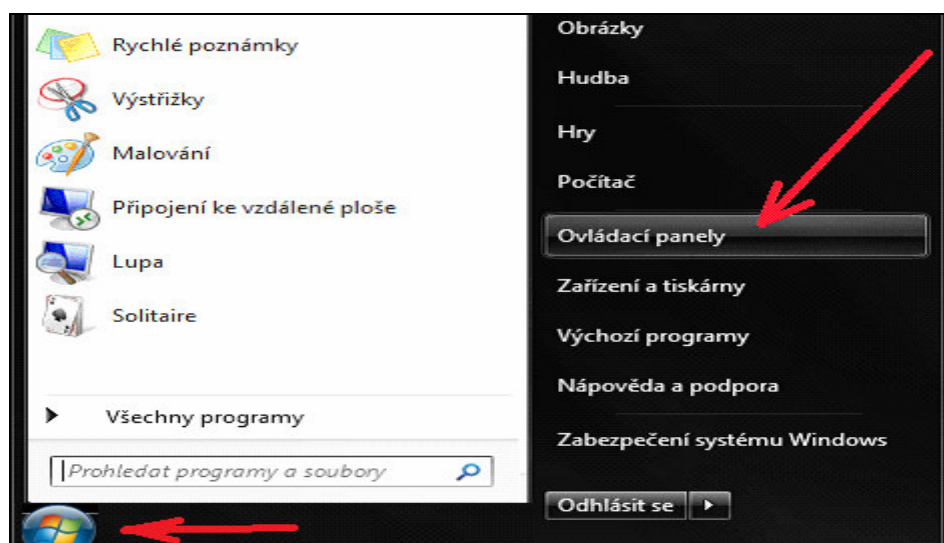 Rychlé poznámky
Výstřižky
Malování
Připojení ke vzdálené ploše
Lupa
Solitaire
Všechny programy
Prohledat programy a soubory
Obrázky
Hudba
Hry
Počítač
Ovládací panely
Zařízení a tiskárny
Výchozí programy
Nápověda a podpora
Zabezpečení systému Windows
Odhlásit se